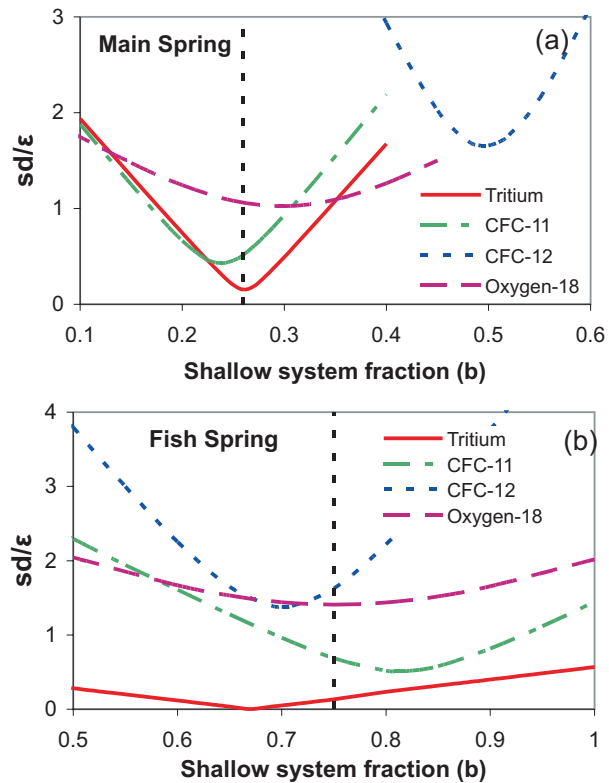 Main Spring
(a)
3
2
1
0
sd/ε
Tritium
CFC-11
CFC-12
Oxygen-18
0.1 0.2 0.3 0.4 0.5 0.6
Shallow system fraction (b)
Fish Spring
(b)
4
3
2
1
0
sd/ε
Tritium
CFC-11
CFC-12
Oxygen-18
0.5 0.6 0.7 0.8 0.9 1
Shallow system fraction (b)